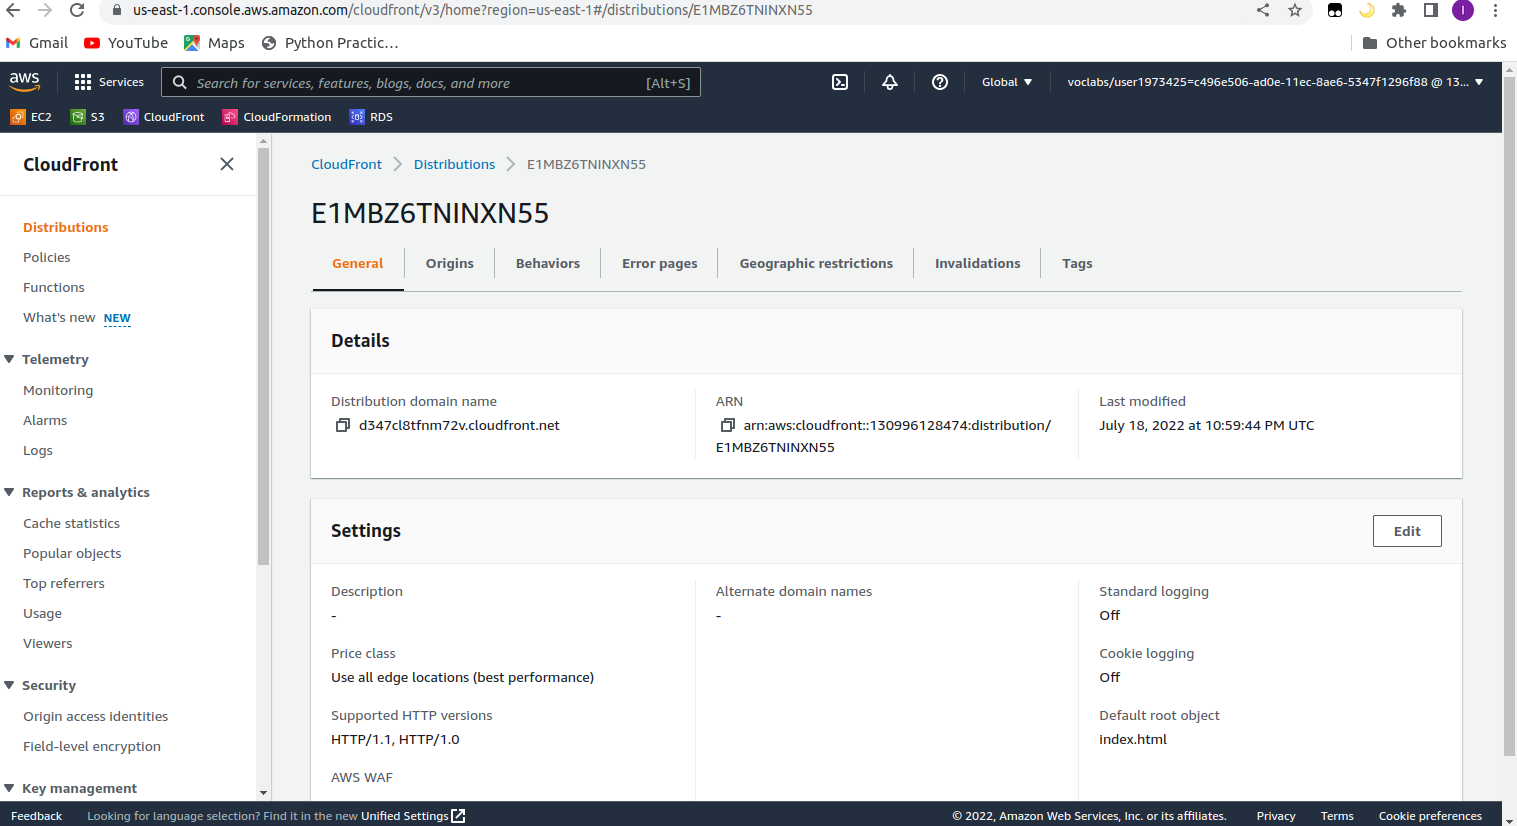 us-east-1.console.aws.amazon.com/cloudfront/v3/home?region=us-east-1#/distributions/E1MBZ6TNINXN55
Gmail YouTube Maps Python Practic... Other bookmarks
aws Services Search for services, features, blogs, docs, and more [Alt+S] Global voclabs/user1973425=c496e506-ad0e-11ec-8ae6-5347f1296f88 @ 13...
EC2 S3 CloudFront CloudFormation RDS
CloudFront
Distributions
Policies
Functions
What's new NEW
Telemetry
Monitoring
Alarms
Logs
Reports & analytics
Cache statistics
Popular objects
Top referrers
Usage
Viewers
Security
Origin access identities
Field-level encryption
Key management
CloudFront Distributions E1MBZ6TNINXN55
E1MBZ6TNINXN55
General Origins Behaviors Error pages Geographic restrictions Invalidations Tags
Details
Distribution domain name
d347cl8tfnm72v.cloudfront.net
ARN
arn:aws:cloudfront::130996128474:distribution/
E1MBZ6TNINXN55
Last modified
July 18, 2022 at 10:59:44 PM UTC
Settings
Edit
Description
-
Price class
Use all edge locations (best performance)
Supported HTTP versions
HTTP/1.1, HTTP/1.0
AWS WAF
Alternate domain names
-
Standard logging
Off
Cookie logging
Off
Default root object
index.html
Feedback Looking for language selection? Find it in the new Unified Settings © 2022, Amazon Web Services, Inc. or its affiliates. Privacy Terms Cookie preferences